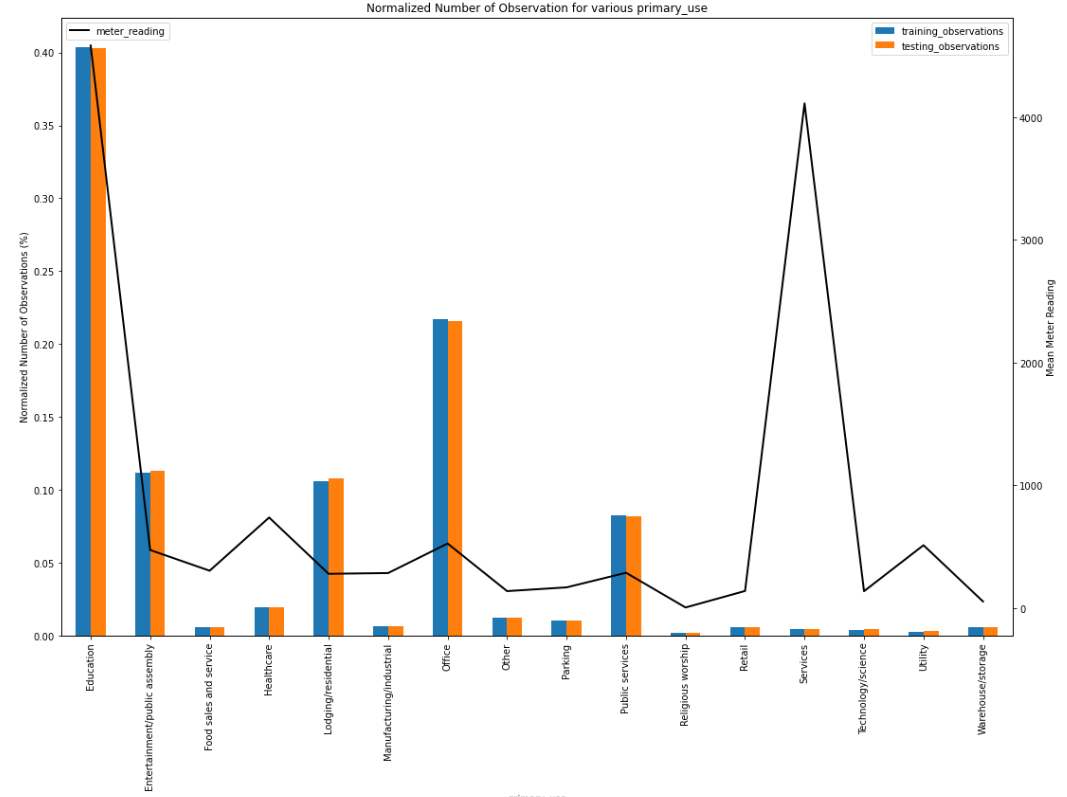 Normalized Number of Observation for various primary_use
meter_reading
training_observations
testing_observations
Normalized Number of Observations (%)
0.40
0.35
0.30
0.25
0.20
0.15
0.10
0.05
0.00
Mean Meter Reading
4000
3000
2000
1000
0
Education
Entertainment/public assembly
Food sales and service
Healthcare
Lodging/residential
Manufacturing/industrial
Office
Other
Parking
Public services
Religious worship
Retail
Services
Technology/science
Utility
Warehouse/storage